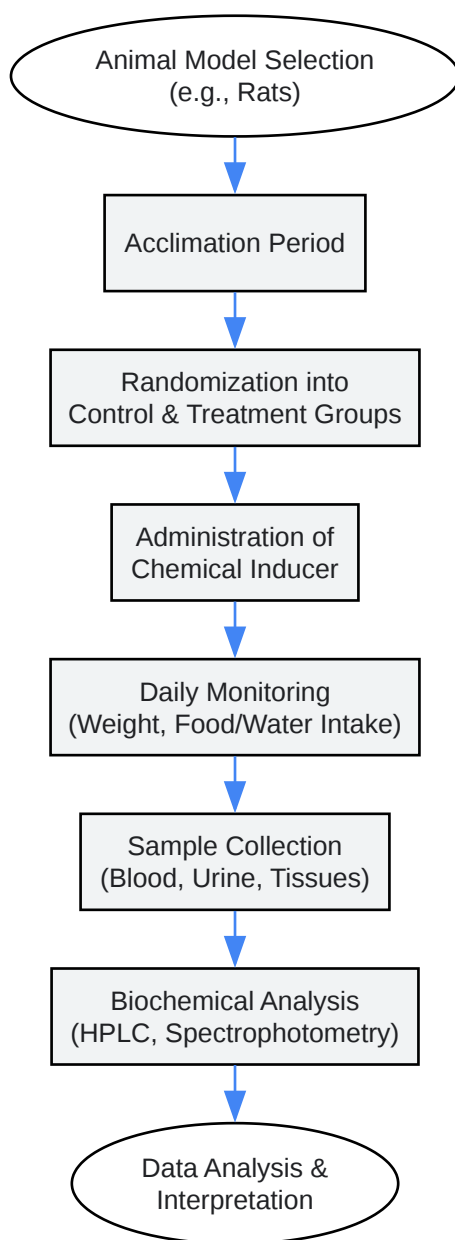 Animal Model Selection
(e.g., Rats)
Acclimation Period
Randomization into
Control & Treatment Groups
Administration of
Chemical Inducer
Daily Monitoring
(Weight, Food/Water Intake)
Sample Collection
(Blood, Urine, Tissues)
Biochemical Analysis
(HPLC, Spectrophotometry)
Data Analysis &
Interpretation